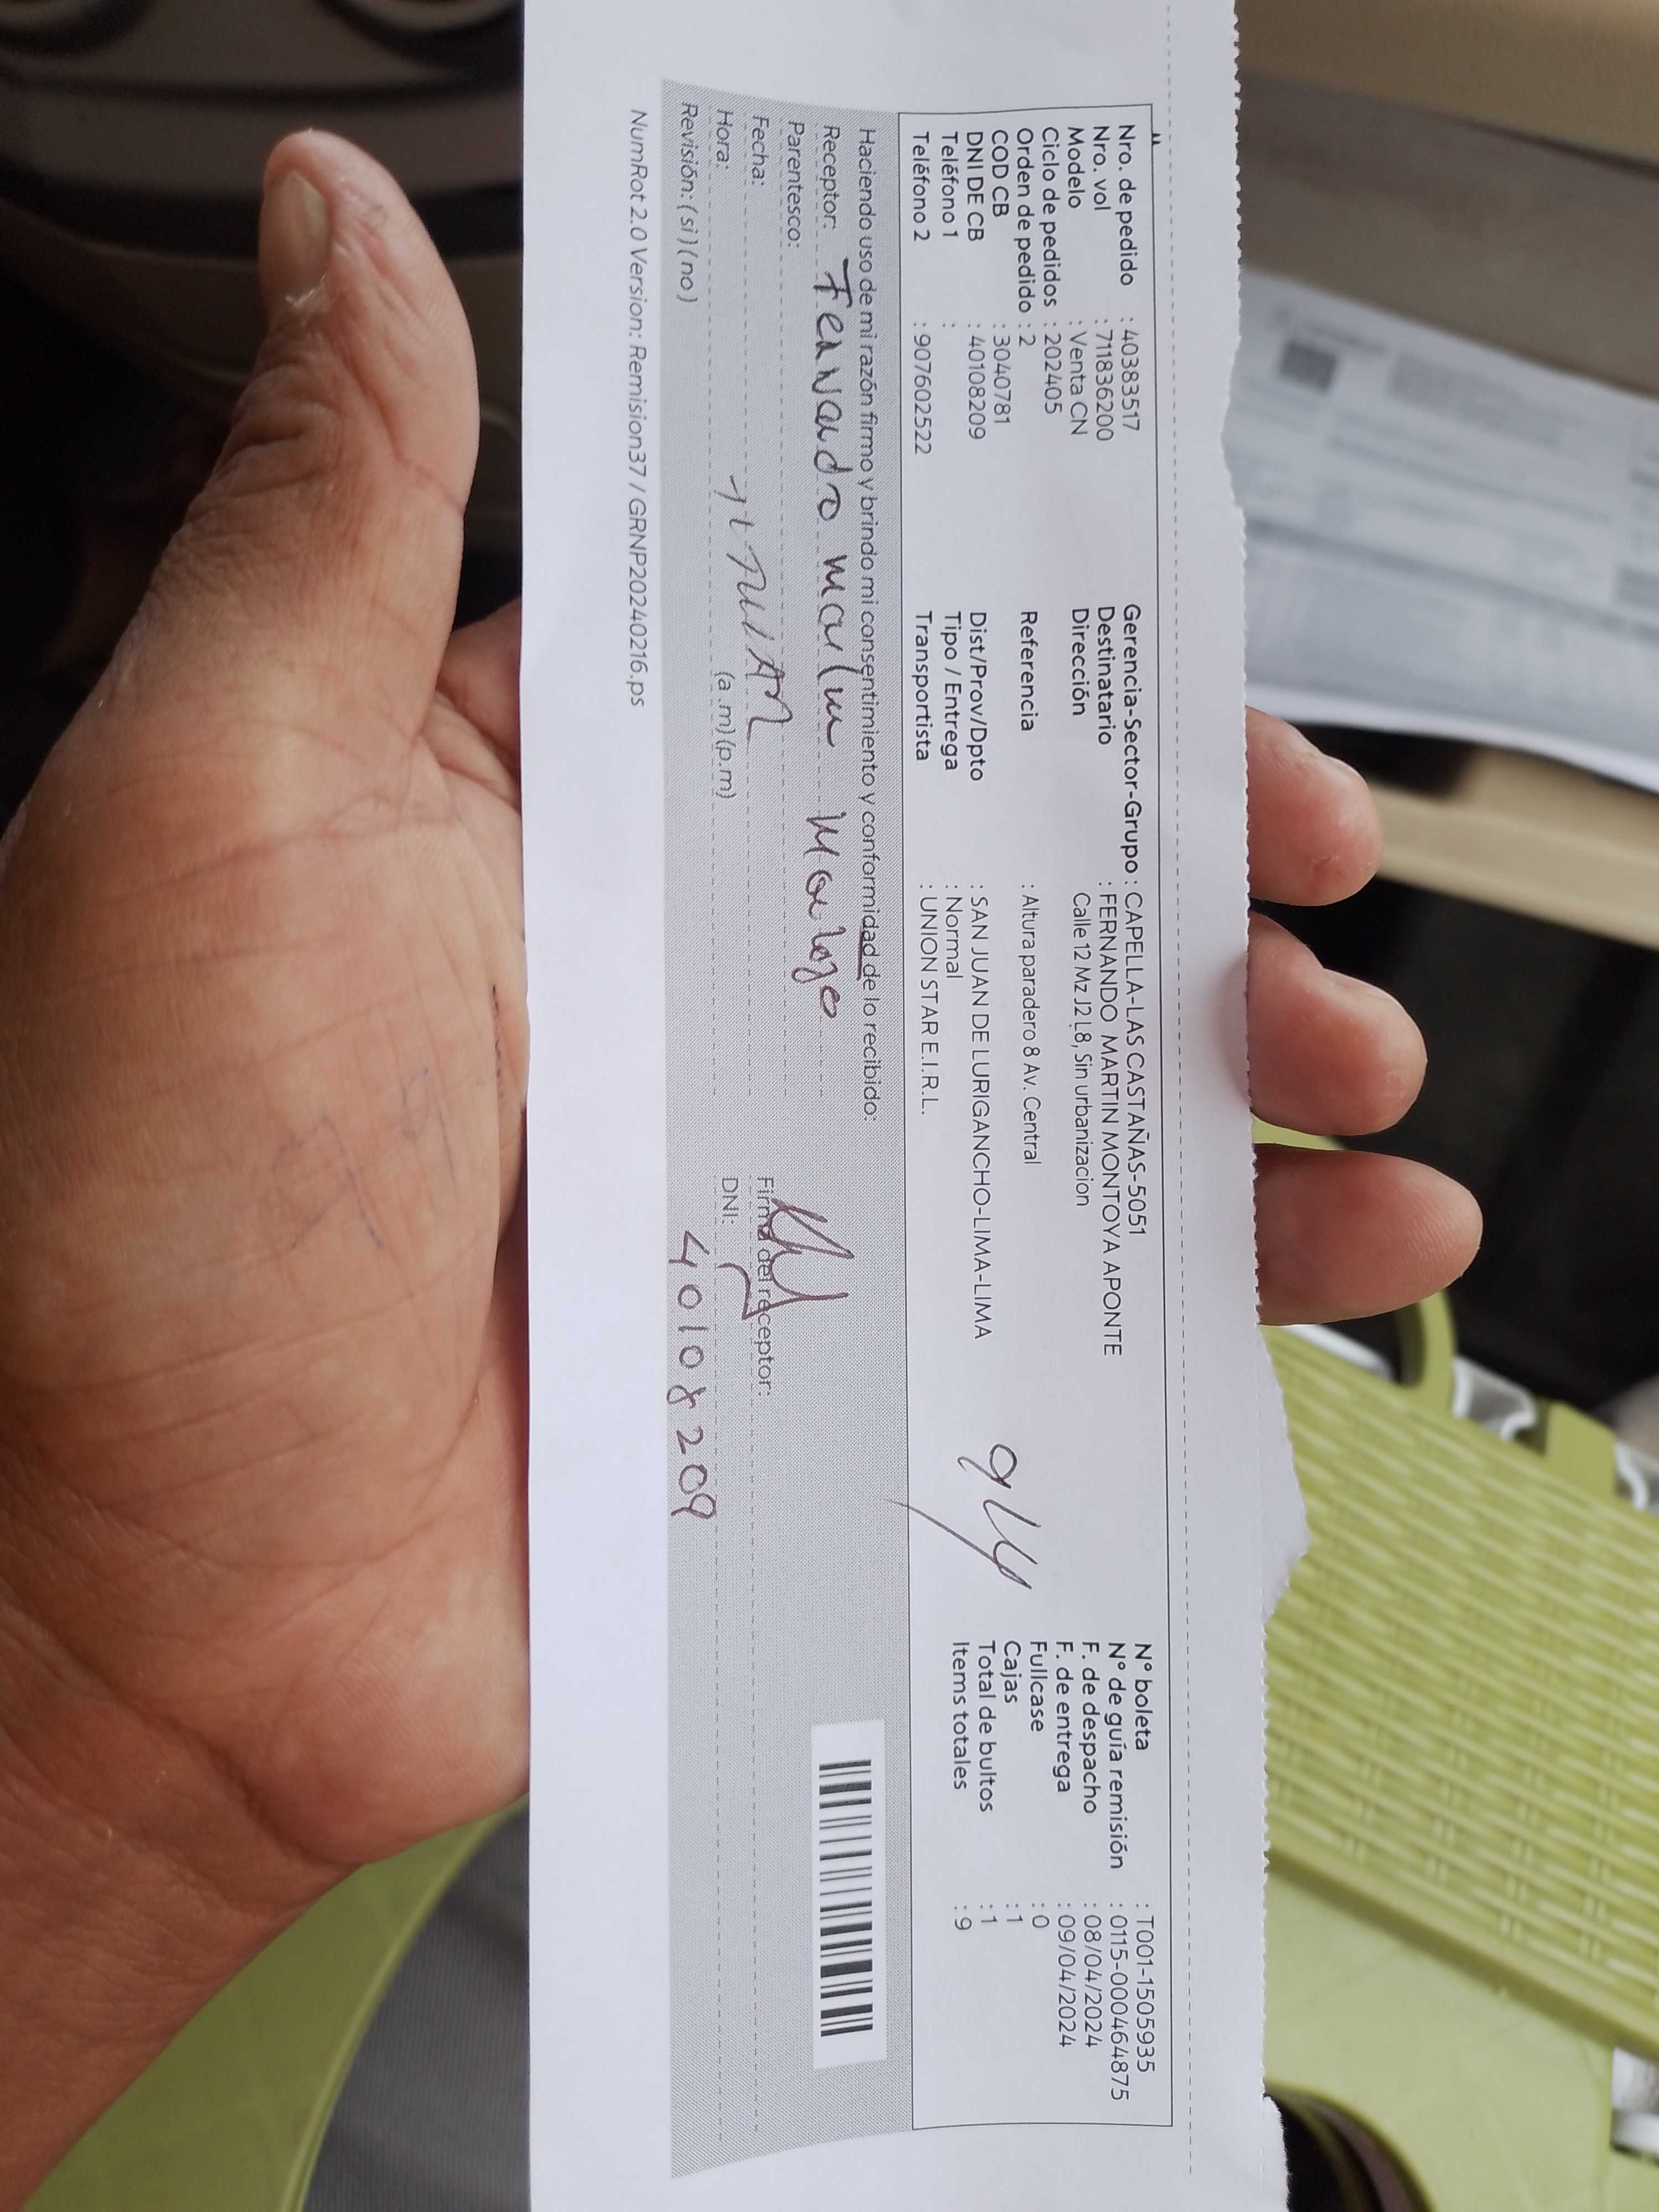 Nro. de pedido : 40383517
Nro. vol : 711836200
Modelo : Venta CN
Ciclo de pedidos : 202405
Orden de pedido : 2
COD CB : 3040781
DNI DE CB : 40108209
Teléfono 1 :
Teléfono 2 : 907602522
Gerencia-Sector-Grupo : CAPELLA-LAS CASTAÑAS-5051
Destinatario : FERNANDO MARTIN MONTOYA APONTE
Dirección Calle 12 Mz J2 L8, Sin urbanizacion
Referencia : Altura paradero 8 Av. Central
Dist/Prov/Dpto : SAN JUAN DE LURIGANCHO-LIMA-LIMA
Tipo / Entrega : Normal
Transportista : UNION STAR E.I.R.L.
N° boleta : T001-1505935
N° de guía remisión : 0115-000464875
F. de despacho : 08/04/2024
F. de entrega : 09/04/2024
Fullcase : 0
Cajas : 1
Total de bultos : 1
Items totales : 9
Haciendo uso de mi razón firmo y brindo mi consentimiento y conformidad de lo recibido:
Receptor: Fernando
Parentesco:
Fecha:
Hora: (a.m)(p.m)
Revisión: (si)(no)
Firma del receptor:
DNI: 40108209
NumRot 2.0 Version: Remision37 / GRNP20240216.ps